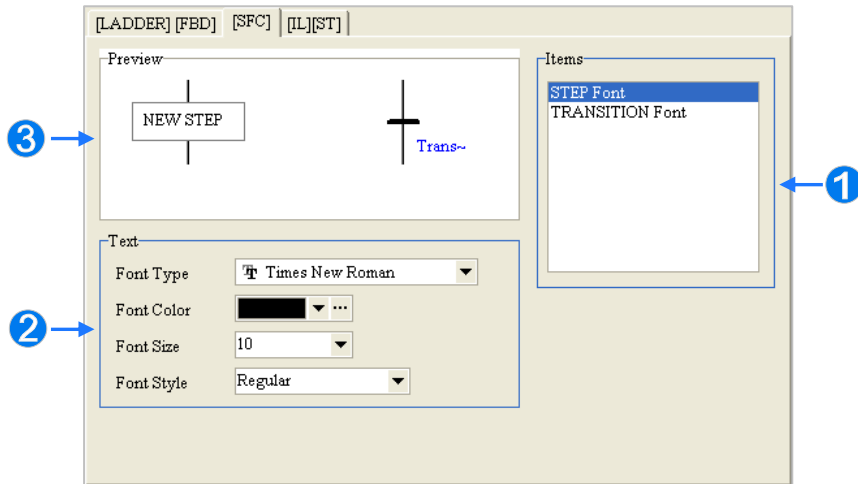 [LADDER] [FBD] [SFC] [IL][ST]
Preview
NEW STEP
Trans~
3
Items
STEP Font
TRANSITION Font
1
Text
Font Type Times New Roman
Font Color ...
Font Size 10
Font Style Regular
2